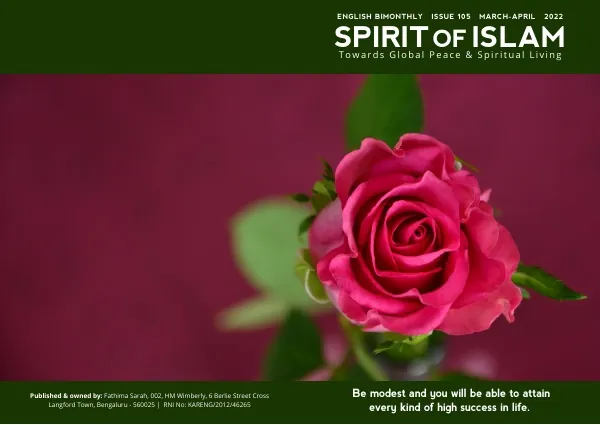 ENGLISH BIMONTHLY ISSUE 105 MARCH-APRIL 2022
SPIRIT OF ISLAM
Towards Global Peace & Spiritual Living
Published & owned by: Fathima Sarah, 002, HM Wimberly, 6 Berlie Street Cross
Langford Town, Bengaluru - 560025 | RNI No: KARENG/2012/46265
Be modest and you will be able to attain
every kind of high success in life.